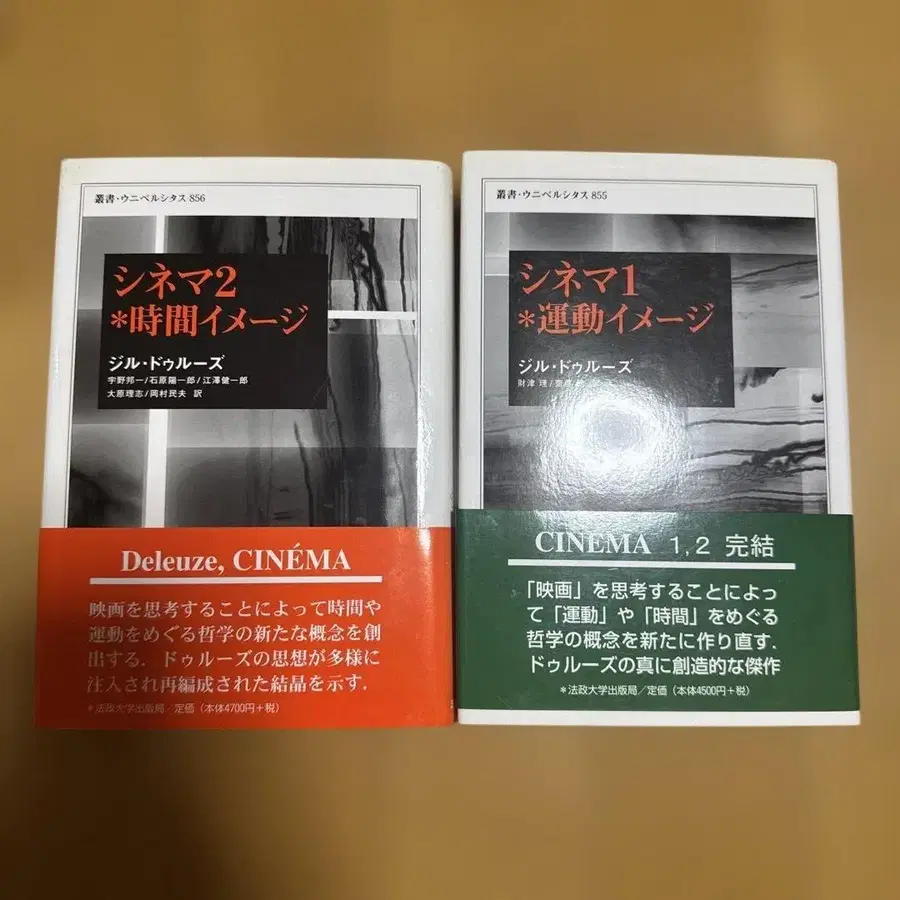 叢書・ウニベルシタス 856
シネマ2
*時間イメージ
ジル・ドゥルーズ
宇野邦一/石原陽一郎/江澤健一郎
大原理志/岡村民夫 訳
Deleuze, CINÉMA
映画を思考することによって時間や
運動をめぐる哲学の新たな概念を創
出する．ドゥルーズの思想が多様に
注入され再編成された結晶を示す．
*法政大学出版局/定価（本体4700円+税）
叢書・ウニベルシタス 855
シネマ1
*運動イメージ
ジル・ドゥルーズ
財津 理/齋藤
CINÉMA 1,2 完結
「映画」を思考することによっ
て「運動」や「時間」をめぐる
哲学の概念を新たに作り直す．
ドゥルーズの真に創造的な傑作
*法政大学出版局/定価（本体4500円+税）